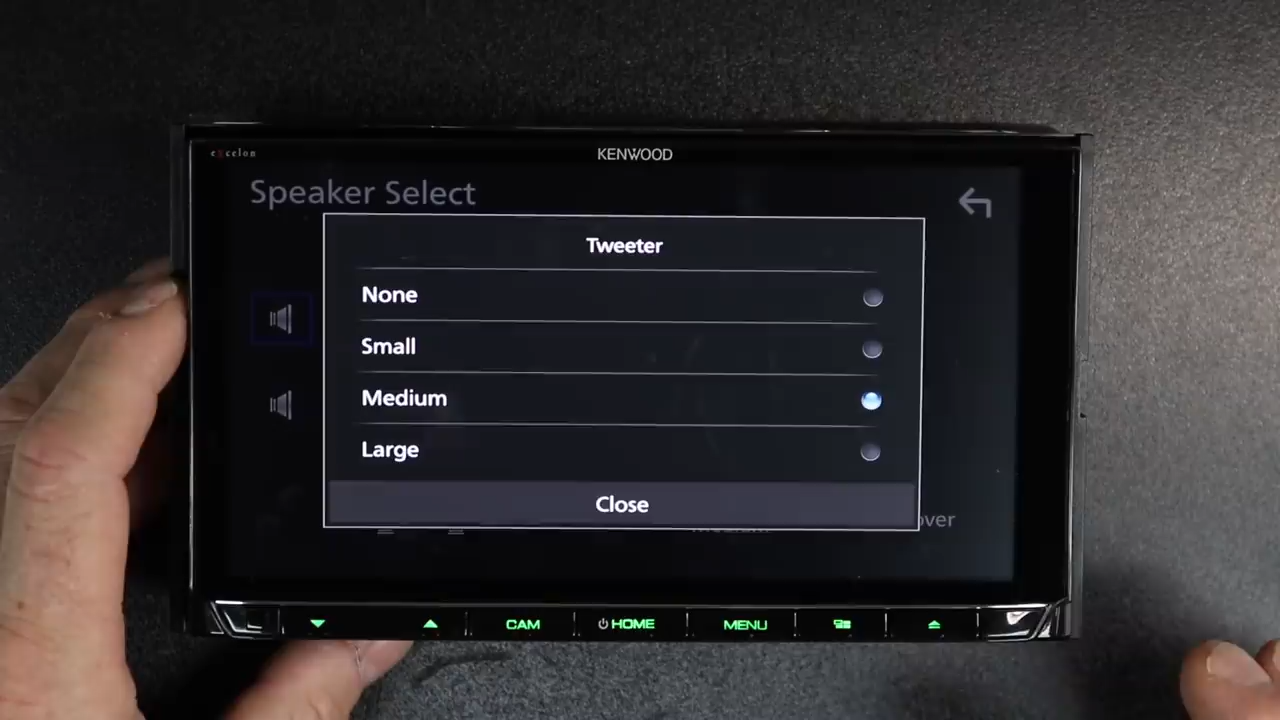 eXcelon
KENWOOD
Speaker Select
Tweeter
None
Small
Medium
Large
Close
over
CAM
HOME
MENU